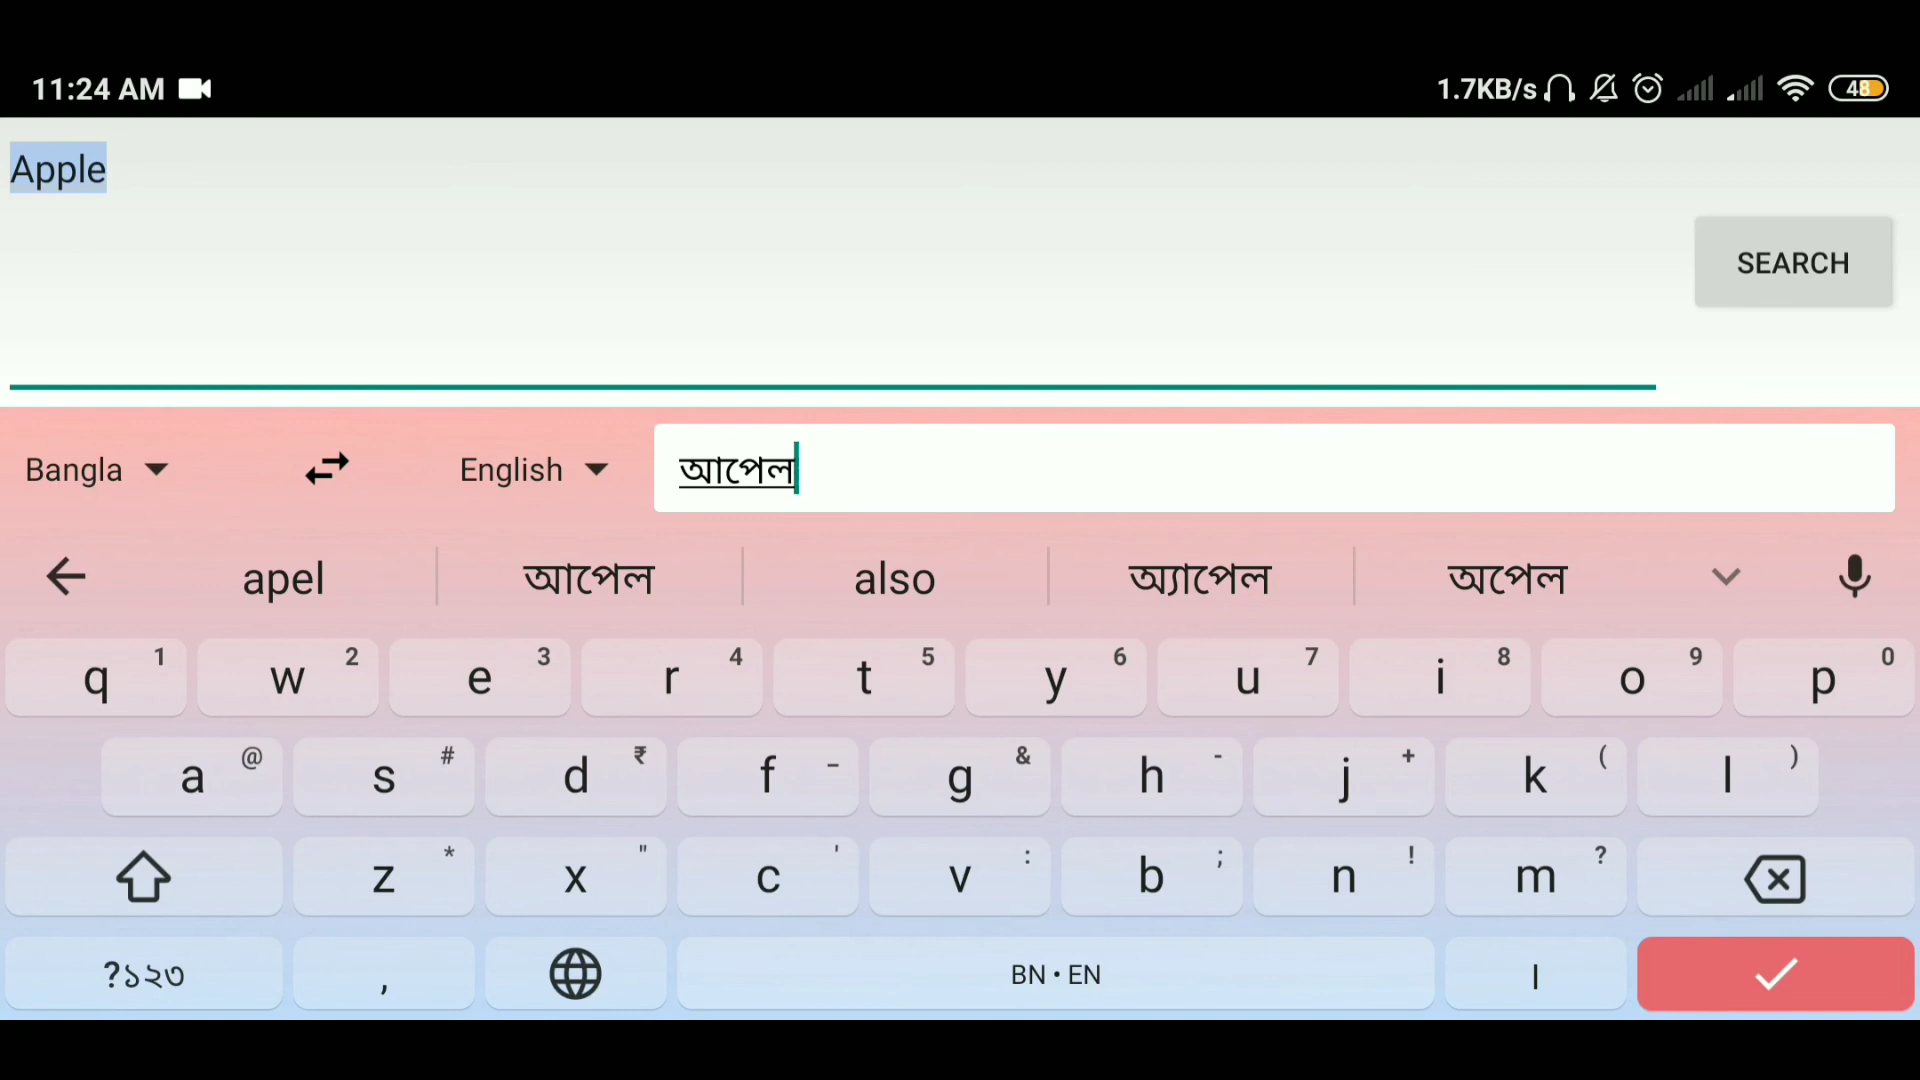 11:24 AM 1.7KB/s 48
Apple
SEARCH
Bangla English আপেল
apel আপেল also অ্যাপেল অপেল
q 1 w 2 e 3 r 4 t 5 y 6 u 7 i 8 o 9 p 0
a @ s # d ₹ f _ g & h - j + k ( l )
z * x " c ' v : b ; n ! m ?
?১২৩ , BN • EN ।